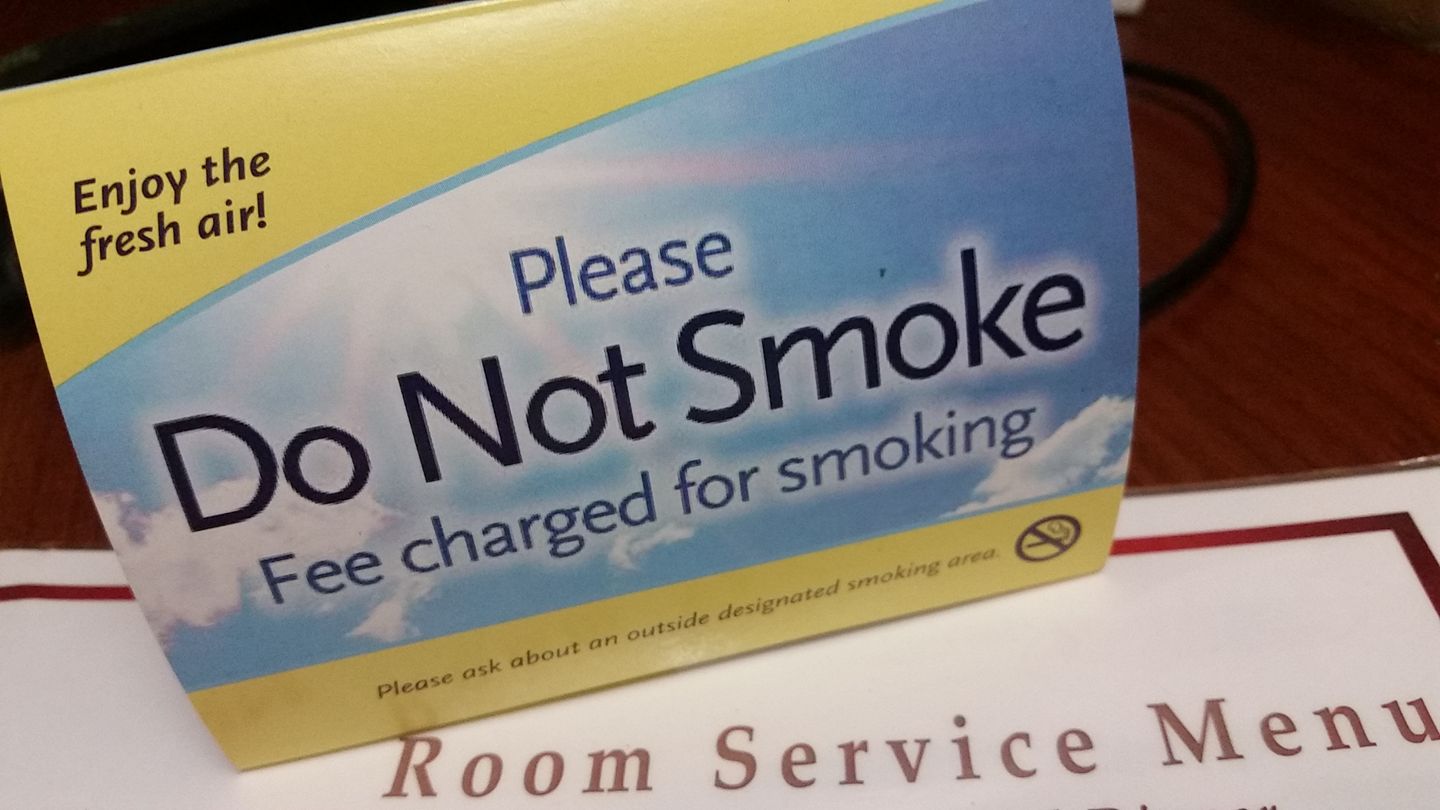 Enjoy the
fresh air!
Please
Do Not Smoke
Fee charged for smoking
Please ask about an outside designated smoking area.
Room Service Menu